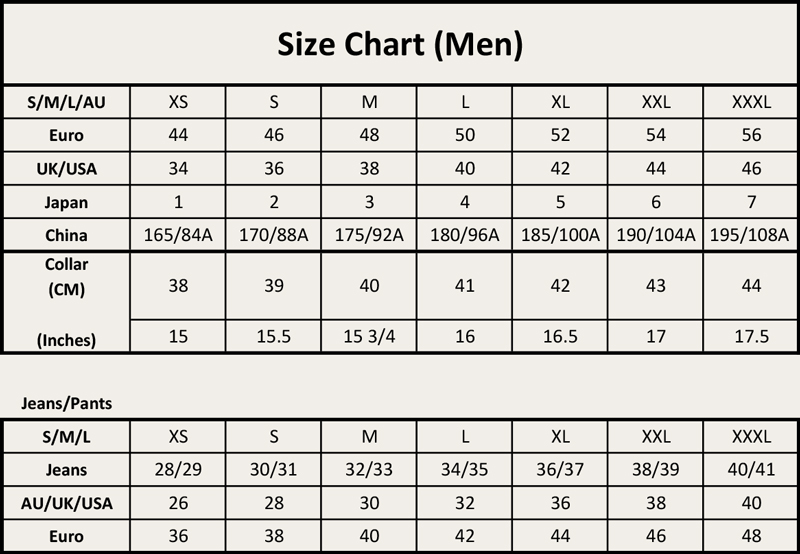 Size Chart (Men)
S/M/L/AU XS S M L XL XXL XXXL
Euro 44 46 48 50 52 54 56
UK/USA 34 36 38 40 42 44 46
Japan 1 2 3 4 5 6 7
China 165/84A 170/88A 175/92A 180/96A 185/100A 190/104A 195/108A
Collar
(CM) 38 39 40 41 42 43 44
(Inches) 15 15.5 15 3/4 16 16.5 17 17.5
Jeans/Pants
S/M/L XS S M L XL XXL XXXL
Jeans 28/29 30/31 32/33 34/35 36/37 38/39 40/41
AU/UK/USA 26 28 30 32 36 38 40
Euro 36 38 40 42 44 46 48